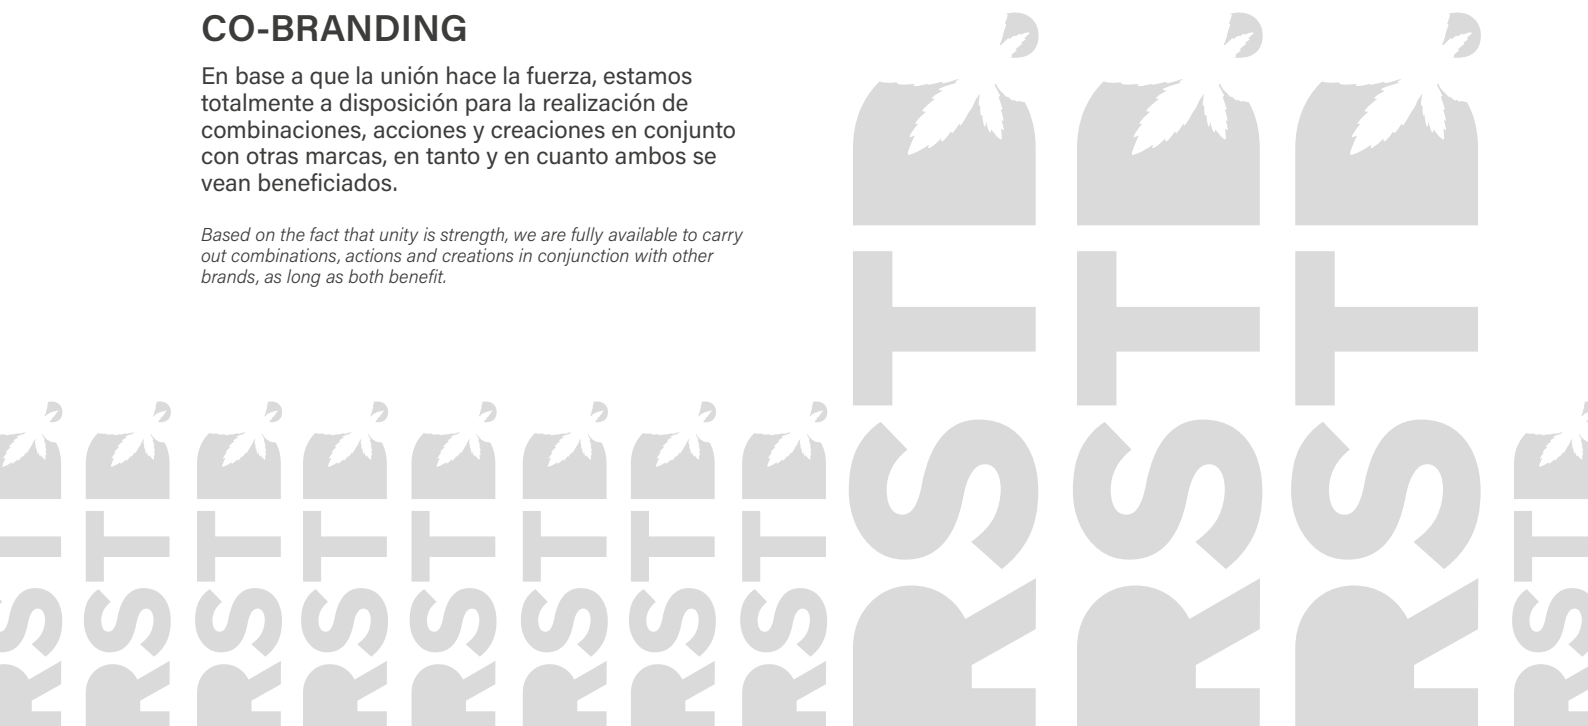 CO-BRANDING
En base a que la unión hace la fuerza, estamos
totalmente a disposición para la realización de
combinaciones, acciones y creaciones en conjunto
con otras marcas, en tanto y en cuanto ambos se
vean beneficiados.
Based on the fact that unity is strength, we are fully available to carry
out combinations, actions and creations in conjunction with other
brands, as long as both benefit.